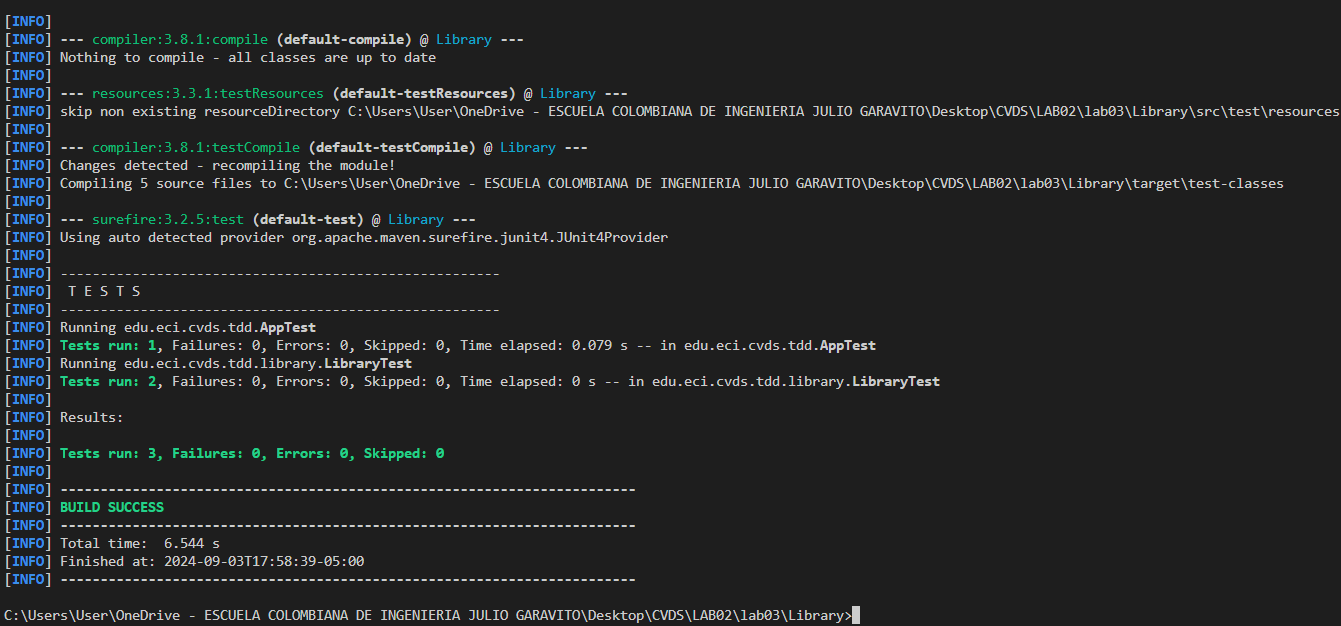 [INFO]
[INFO] --- compiler:3.8.1:compile (default-compile) @ Library ---
[INFO] Nothing to compile - all classes are up to date
[INFO]
[INFO] --- resources:3.3.1:testResources (default-testResources) @ Library ---
[INFO] skip non existing resourceDirectory C:\Users\User\OneDrive - ESCUELA COLOMBIANA DE INGENIERIA JULIO GARAVITO\Desktop\CVDS\LAB02\lab03\Library\src\test\resources
[INFO]
[INFO] --- compiler:3.8.1:testCompile (default-testCompile) @ Library ---
[INFO] Changes detected - recompiling the module!
[INFO] Compiling 5 source files to C:\Users\User\OneDrive - ESCUELA COLOMBIANA DE INGENIERIA JULIO GARAVITO\Desktop\CVDS\LAB02\lab03\Library\target\test-classes
[INFO]
[INFO] --- surefire:3.2.5:test (default-test) @ Library ---
[INFO] Using auto detected provider org.apache.maven.surefire.junit4.JUnit4Provider
[INFO]
[INFO] -------------------------------------------------------
[INFO]  T E S T S
[INFO] -------------------------------------------------------
[INFO] Running edu.eci.cvds.tdd.AppTest
[INFO] Tests run: 1, Failures: 0, Errors: 0, Skipped: 0, Time elapsed: 0.079 s -- in edu.eci.cvds.tdd.AppTest
[INFO] Running edu.eci.cvds.tdd.library.LibraryTest
[INFO] Tests run: 2, Failures: 0, Errors: 0, Skipped: 0, Time elapsed: 0 s -- in edu.eci.cvds.tdd.library.LibraryTest
[INFO]
[INFO] Results:
[INFO]
[INFO] Tests run: 3, Failures: 0, Errors: 0, Skipped: 0
[INFO]
[INFO] ------------------------------------------------------------------------
[INFO] BUILD SUCCESS
[INFO] ------------------------------------------------------------------------
[INFO] Total time:  6.544 s
[INFO] Finished at: 2024-09-03T17:58:39-05:00
[INFO] ------------------------------------------------------------------------
C:\Users\User\OneDrive - ESCUELA COLOMBIANA DE INGENIERIA JULIO GARAVITO\Desktop\CVDS\LAB02\lab03\Library>